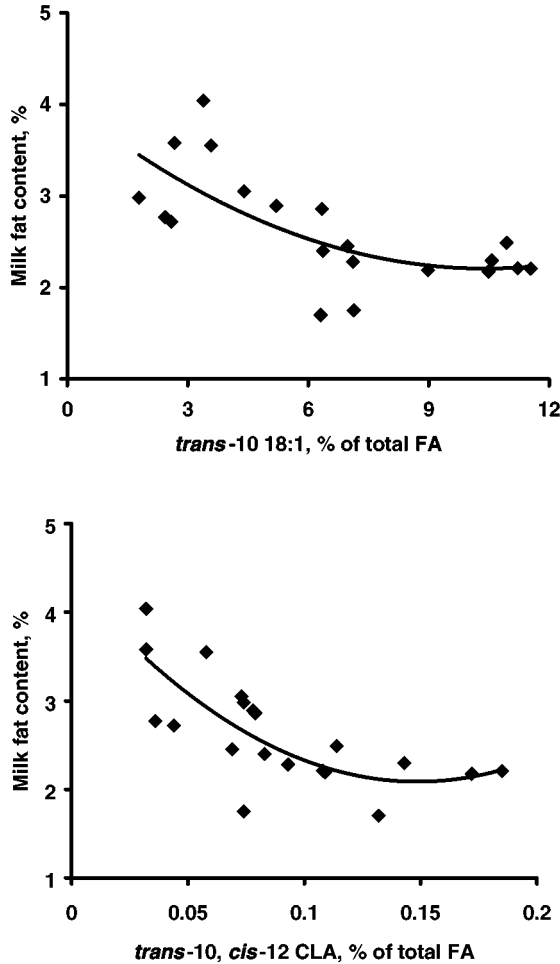 5
4
3
2
1
Milk fat content, %
0 3 6 9 12
trans-10 18:1, % of total FA
5
4
3
2
1
Milk fat content, %
0 0.05 0.1 0.15 0.2
trans-10, cis-12 CLA, % of total FA